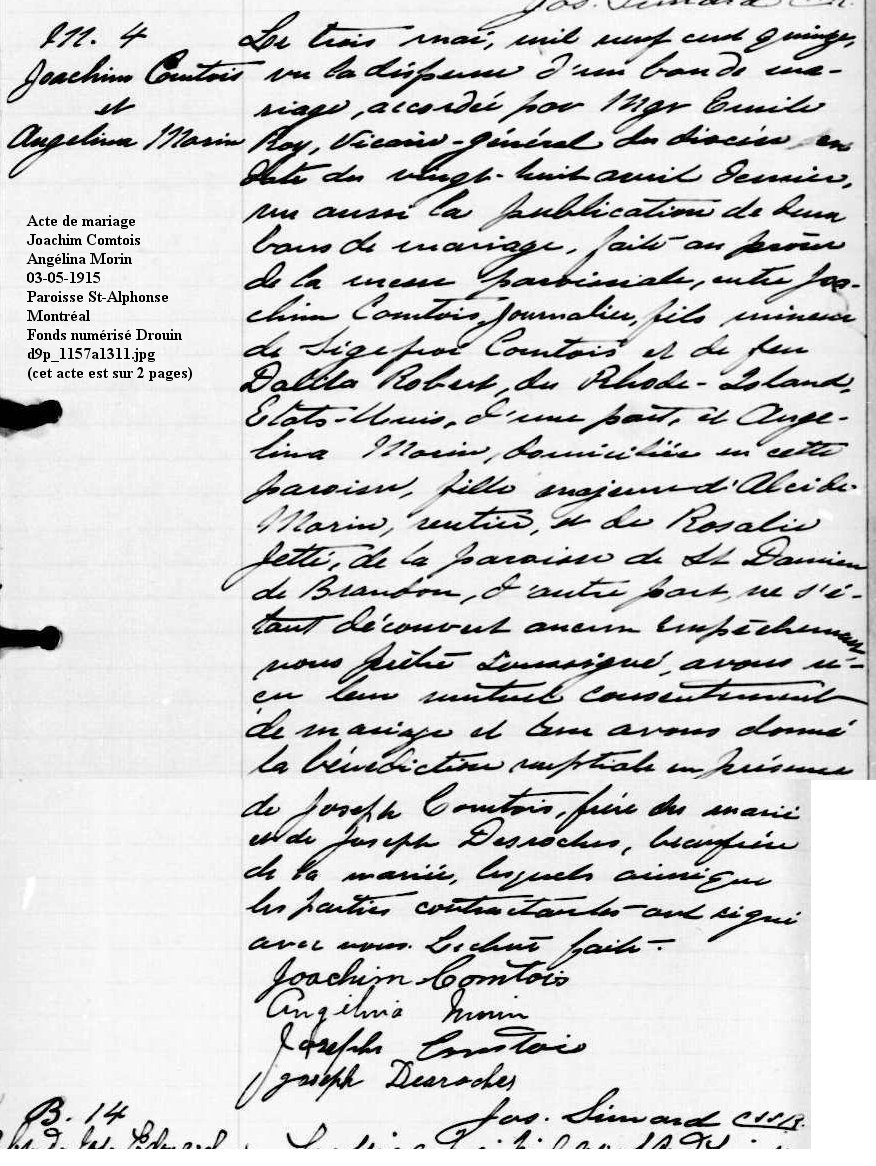 Jos. Simard
M. 4
Joachim Comtois
et
Angelina Morin
Acte de mariage
Joachim Comtois
Angélina Morin
03-05-1915
Paroisse St-Alphonse
Montréal
Fonds numérisé Drouin
d9p_1157a1311.jpg
(cet acte est sur 2 pages)
Le trois mai, mil neuf cent quinze,
vu la dispense d'un ban de ma-
riage, accordée par Mgr Emile
Roy, Vicaire-général du diocèse en
date du vingt-huit avril dernier,
vu aussi la publication de deux
bans de mariage, faite au prône
de la messe paroissiale, entre Joa-
chim Comtois, Journalier, fils mineur
de Sigefroi Comtois et de feu
Dalila Robert, du Rhode-Island,
Etats-Unis, d'une part, et Ange-
lina Morin, domiciliée en cette
paroisse, fille majeure d'Alcide
Morin, rentier, et de Rosalie
Jetté, de la paroisse de St Damien
de Brandon, d'autre part, ne s'é-
tant découvert aucun empêchement
nous prêtre soussigné, avons re-
çu leur mutuel consentement
de mariage et leur avons donné
la bénédiction nuptiale en présence
de Joseph Comtois, frère du marié
et de Joseph Desroches, beaufrère
de la mariée, lesquels ainsi que
les parties contractantes ont signé
avec nous. Lecture faite.
Joachim Comtois
Angélina Morin
Joseph Comtois
Joseph Desroches
Jos. Simard CSSR.
B. 14